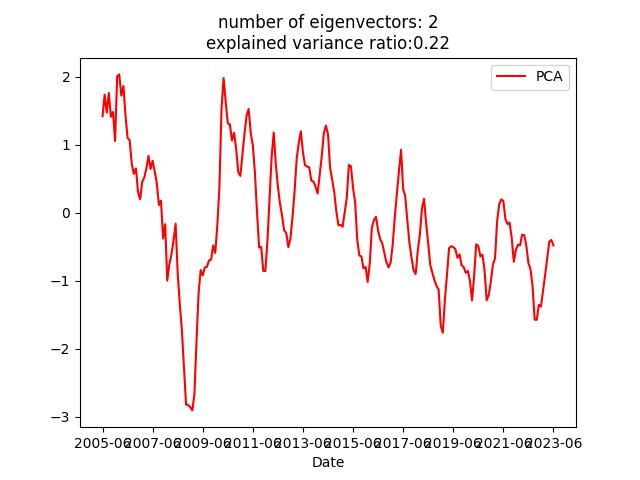 number of eigenvectors: 2
explained variance ratio:0.22
PCA
2
1
0
−1
−2
−3
2005-06 2007-06 2009-06 2011-06 2013-06 2015-06 2017-06 2019-06 2021-06 2023-06
Date